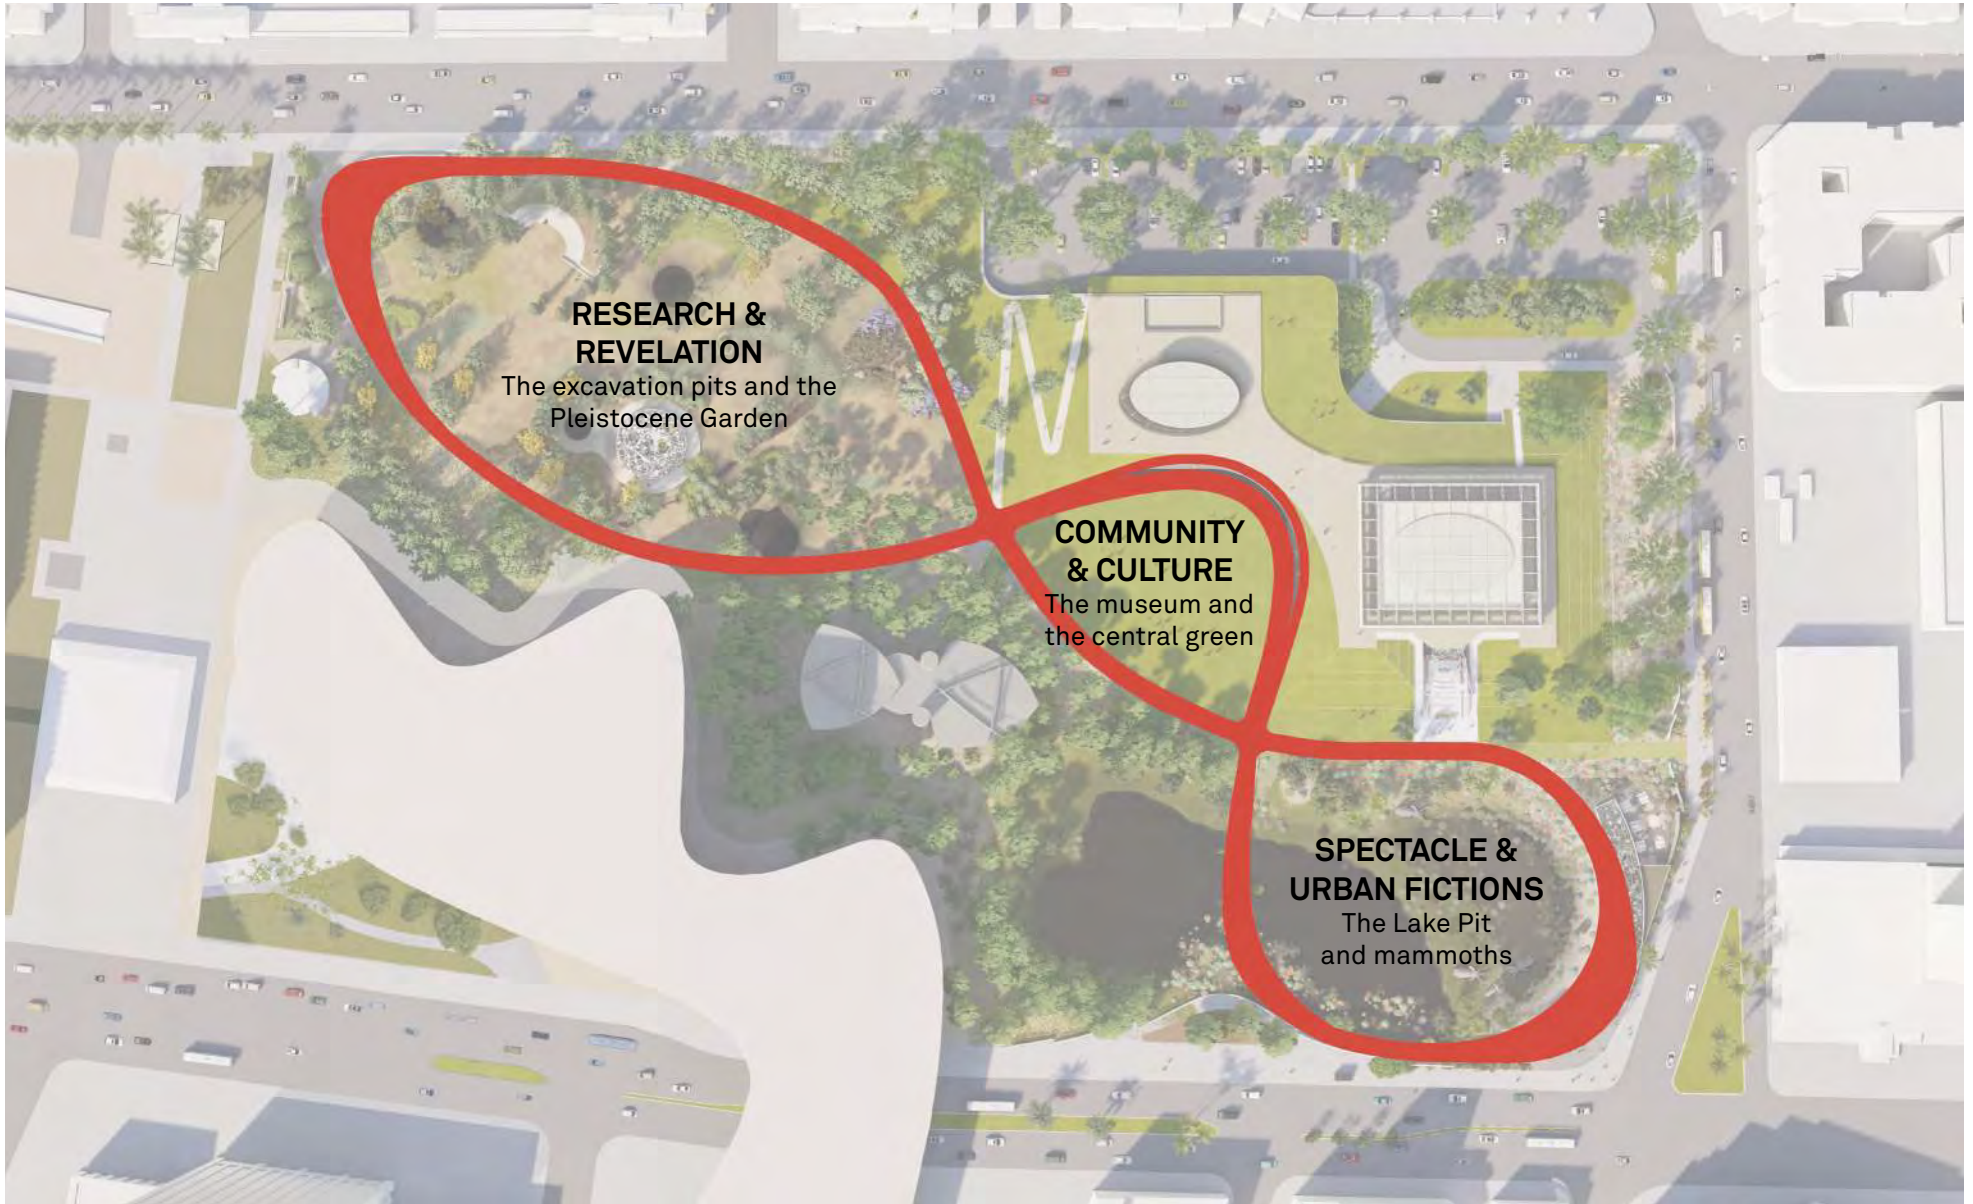 RESEARCH &
REVELATION
The excavation pits and the
Pleistocene Garden
COMMUNITY
& CULTURE
The museum and
the central green
SPECTACLE &
URBAN FICTIONS
The Lake Pit
and mammoths